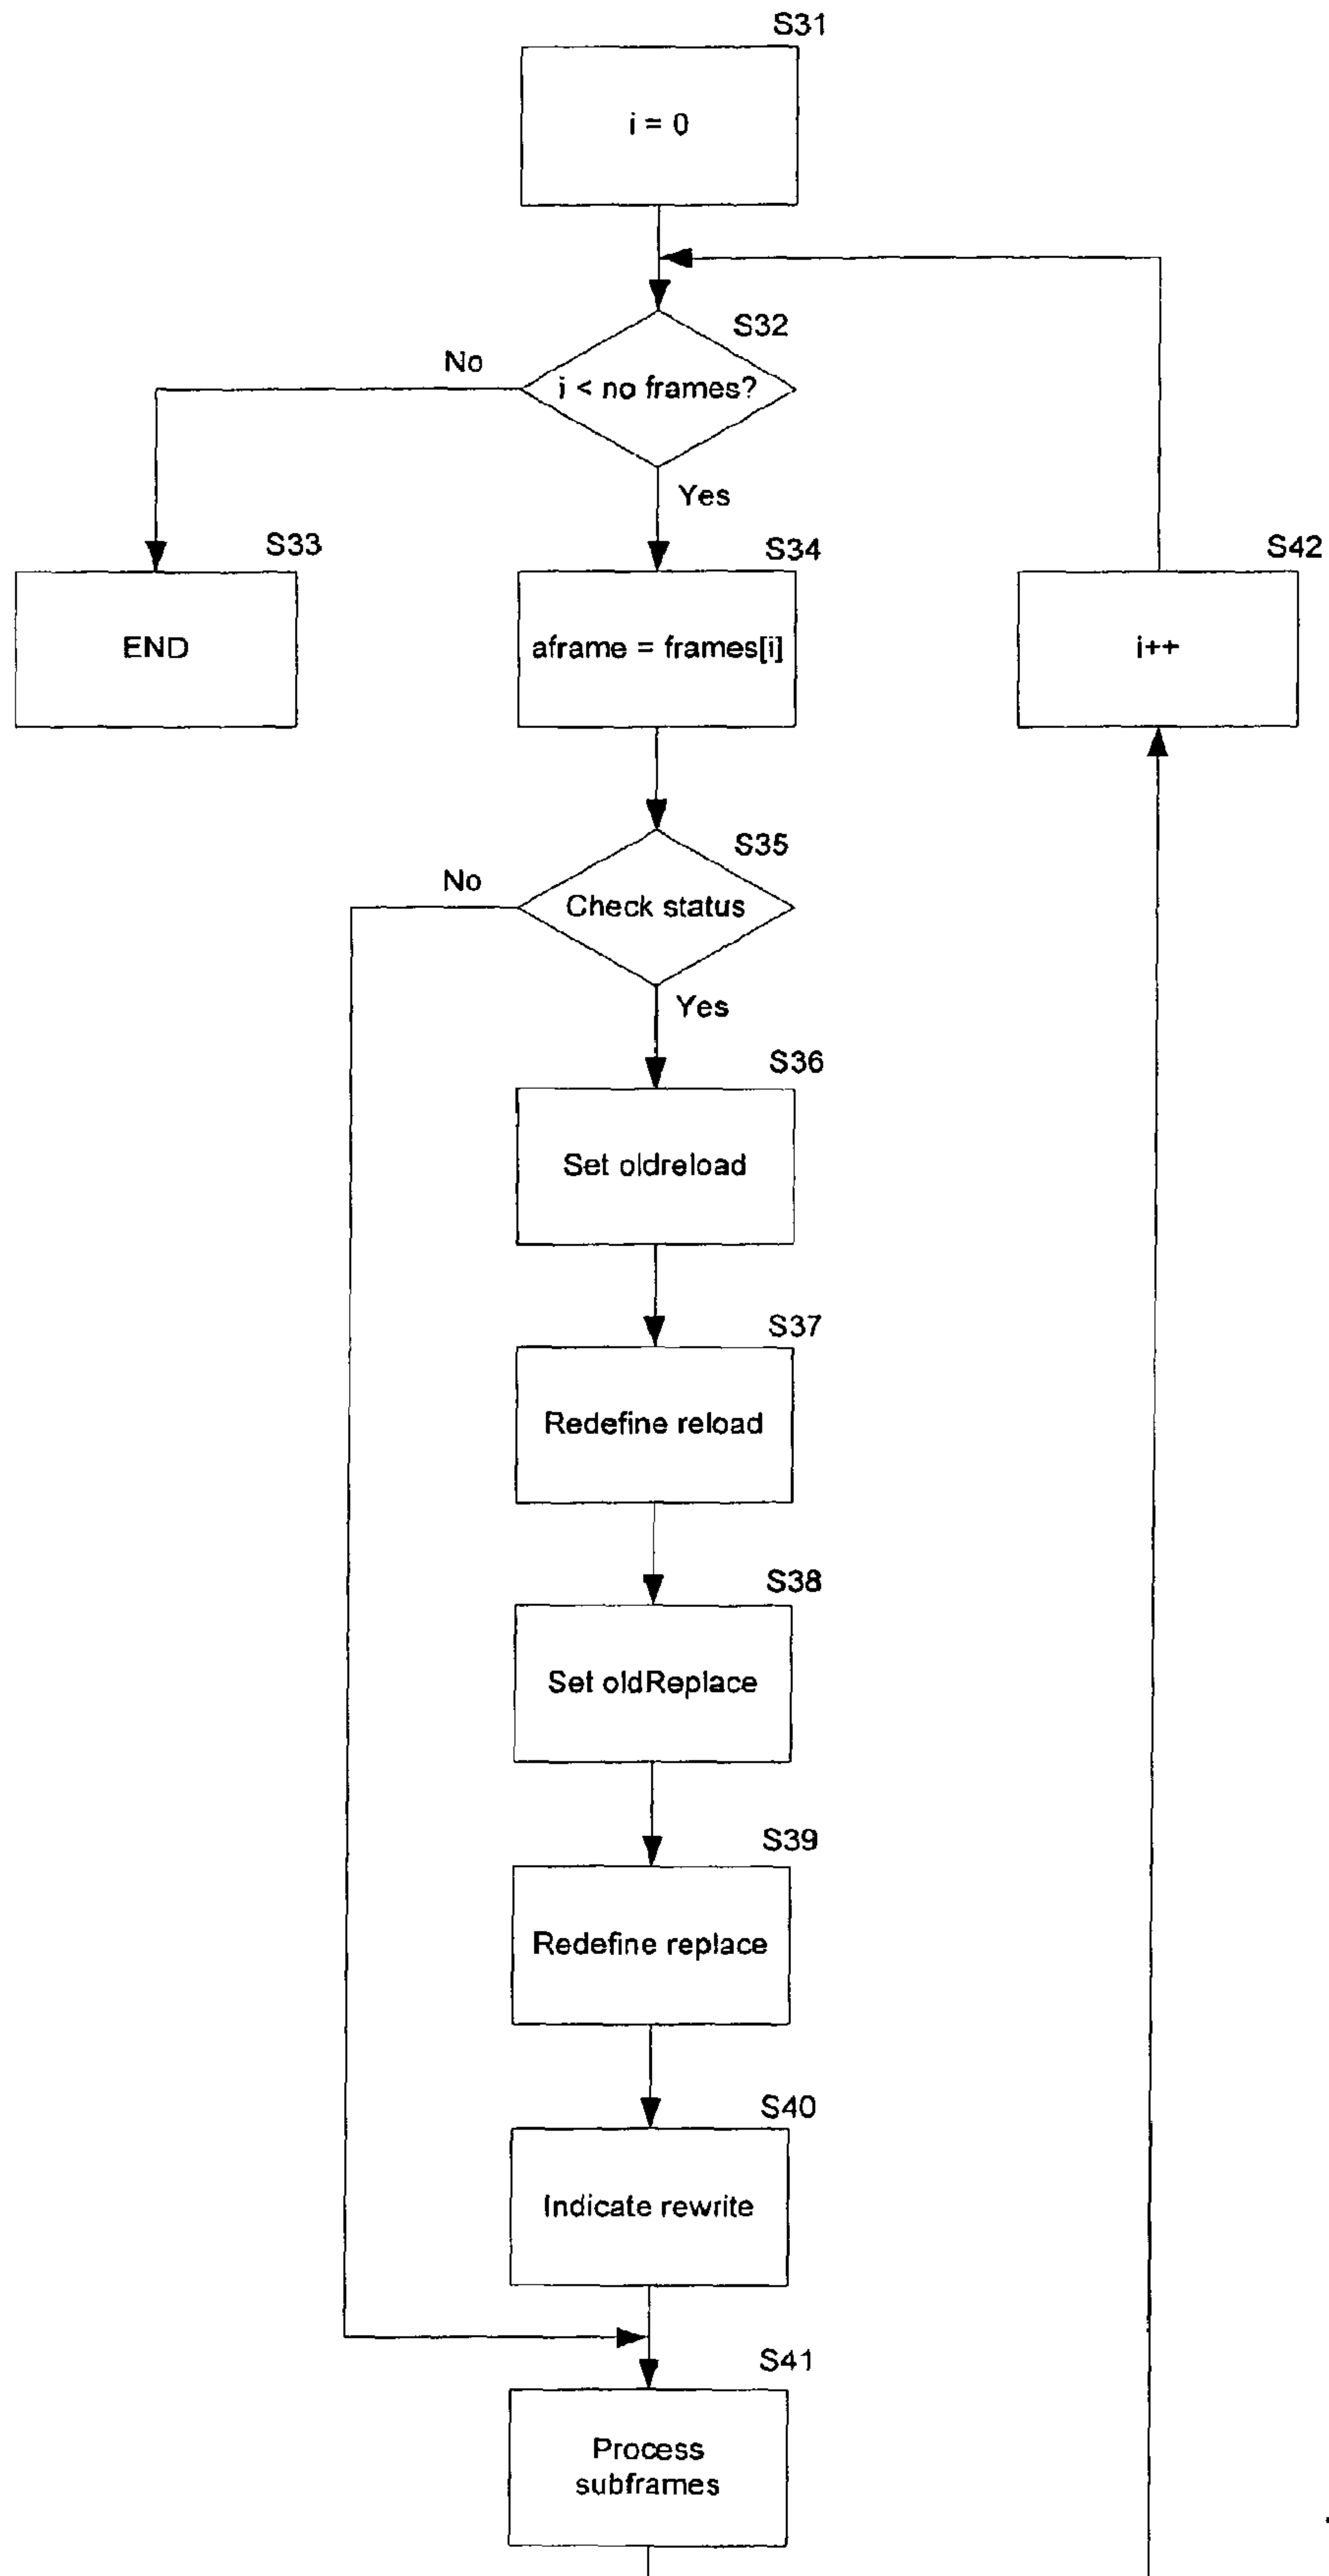 S31
i = 0
S32
i < no frames?
No
Yes
S33
END
S34
aframe = frames[i]
S42
i++
S35
Check status
No
Yes
S36
Set oldreload
S37
Redefine reload
S38
Set oldReplace
S39
Redefine replace
S40
Indicate rewrite
S41
Process
subframes